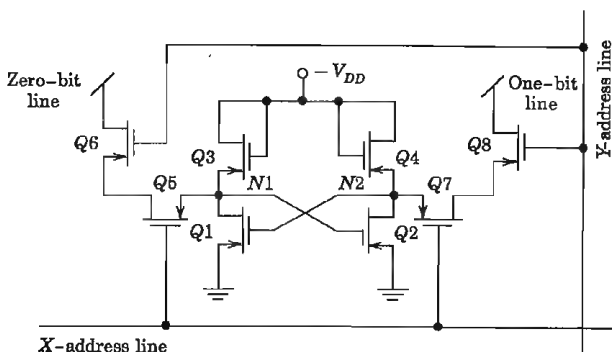 Zero-bit
line
− V_DD
One-bit
line
Y-address line
Q6
Q3
Q4
Q8
Q5
N1
N2
Q7
Q1
Q2
X-address line